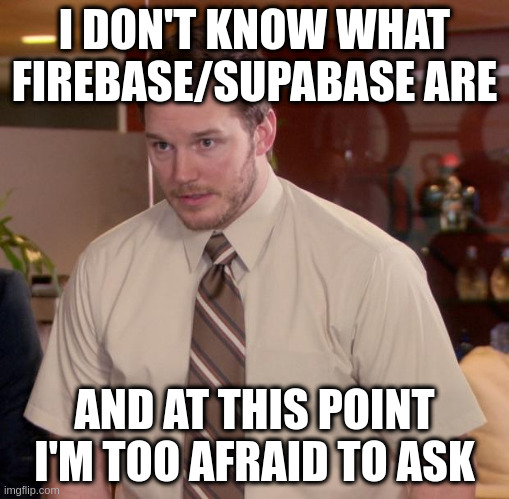 I DON'T KNOW WHAT
FIREBASE/SUPABASE ARE
AND AT THIS POINT
I'M TOO AFRAID TO ASK
imgflip.com